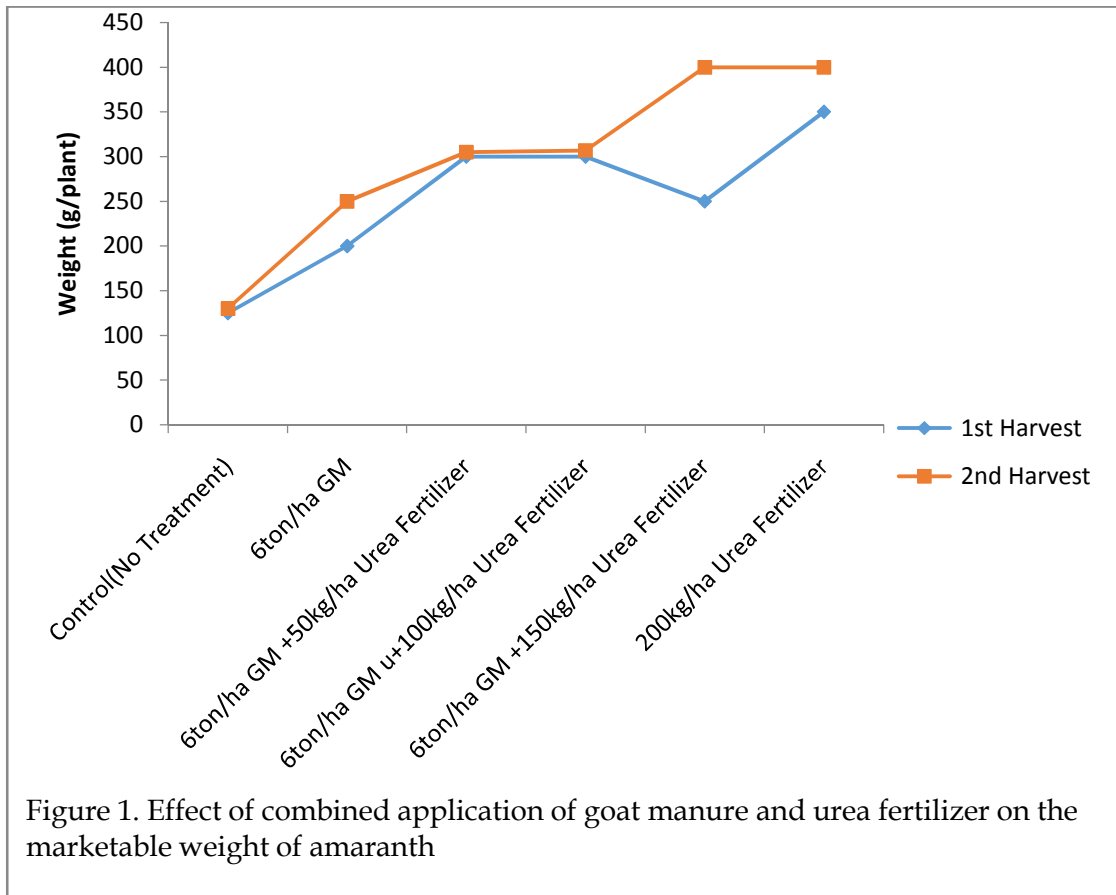 450
400
350
300
250
200
150
100
50
0
Weight (g/plant)
Control(No Treatment)
6ton/ha GM
6ton/ha GM +50kg/ha Urea Fertilizer
6ton/ha GM u+100kg/ha Urea Fertilizer
6ton/ha GM +150kg/ha Urea Fertilizer
200kg/ha Urea Fertilizer
1st Harvest
2nd Harvest
Figure 1. Effect of combined application of goat manure and urea fertilizer on the
marketable weight of amaranth